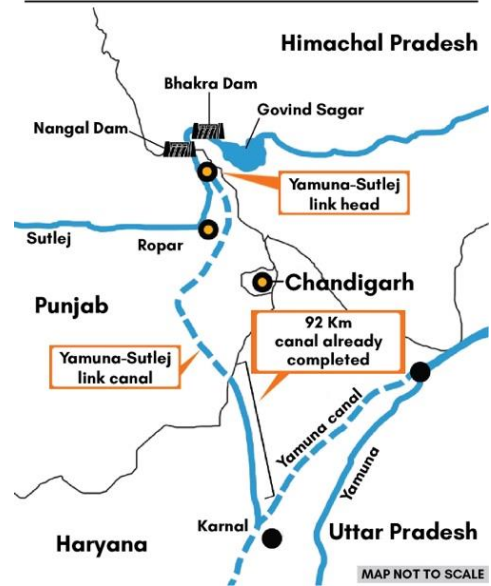 Himachal Pradesh
Bhakra Dam
Govind Sagar
Nangal Dam
Yamuna-Sutlej
link head
Sutlej
Ropar
Chandigarh
Punjab
92 Km
canal already
completed
Yamuna-Sutlej
link canal
Yamuna canal
Yamuna
Karnal
Haryana
Uttar Pradesh
MAP NOT TO SCALE